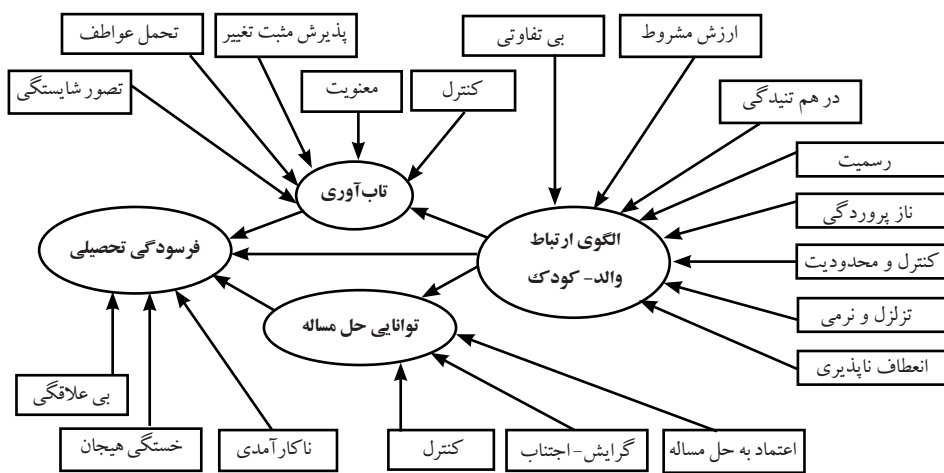 ارزش مشروط
بی تفاوتی
پذیرش مثبت تغییر
تحمل عواطف
در هم تنیدگی
کنترل
معنویت
تصور شایستگی
رسمیت
تاب‌آوری
ناز پروردگی
الگوی ارتباط
والد- کودک
فرسودگی تحصیلی
کنترل و محدودیت
تزلزل و نرمی
توانایی حل مساله
انعطاف ناپذیری
بی علاقگی
اعتماد به حل مساله
گرایش - اجتناب
کنترل
ناکارآمدی
خستگی هیجان